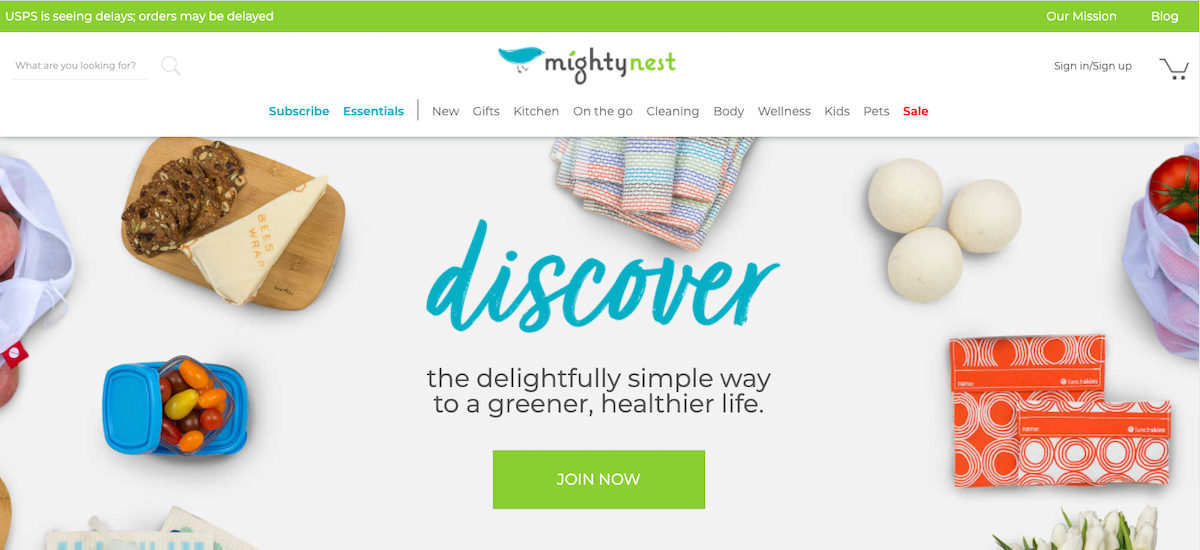 USPS is seeing delays; orders may be delayed
Our Mission
Blog
What are you looking for?
mightynest
Sign in/Sign up
Subscribe Essentials New Gifts Kitchen On the go Cleaning Body Wellness Kids Pets Sale
BEES
WRAP
discover
the delightfully simple way
to a greener, healthier life.
JOIN NOW
name:
lunchskins
name:
lunchskins